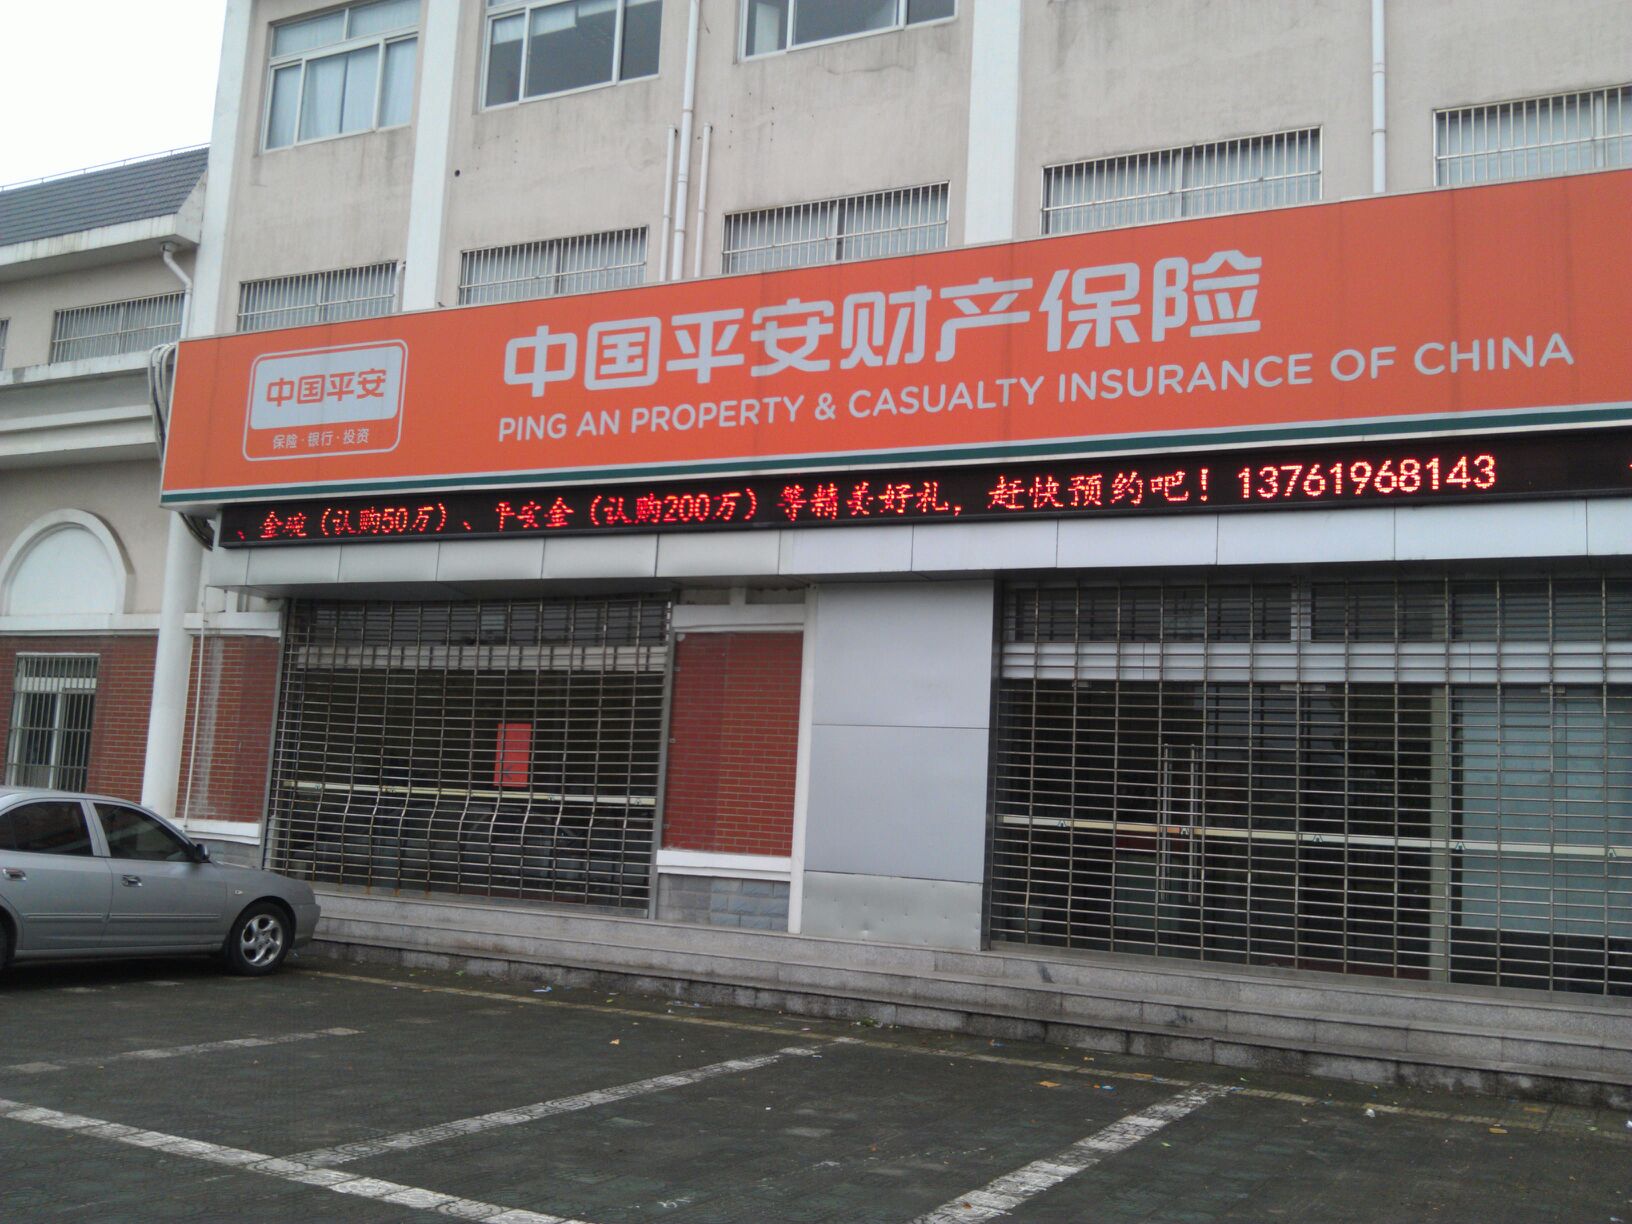 中国平安财产保险
PING AN PROPERTY & CASUALTY INSURANCE OF CHINA
中国平安
保险·银行·投资
、金碗（认购50万）、平安金（认购200万）等精美好礼，赶快预约吧！13761968143